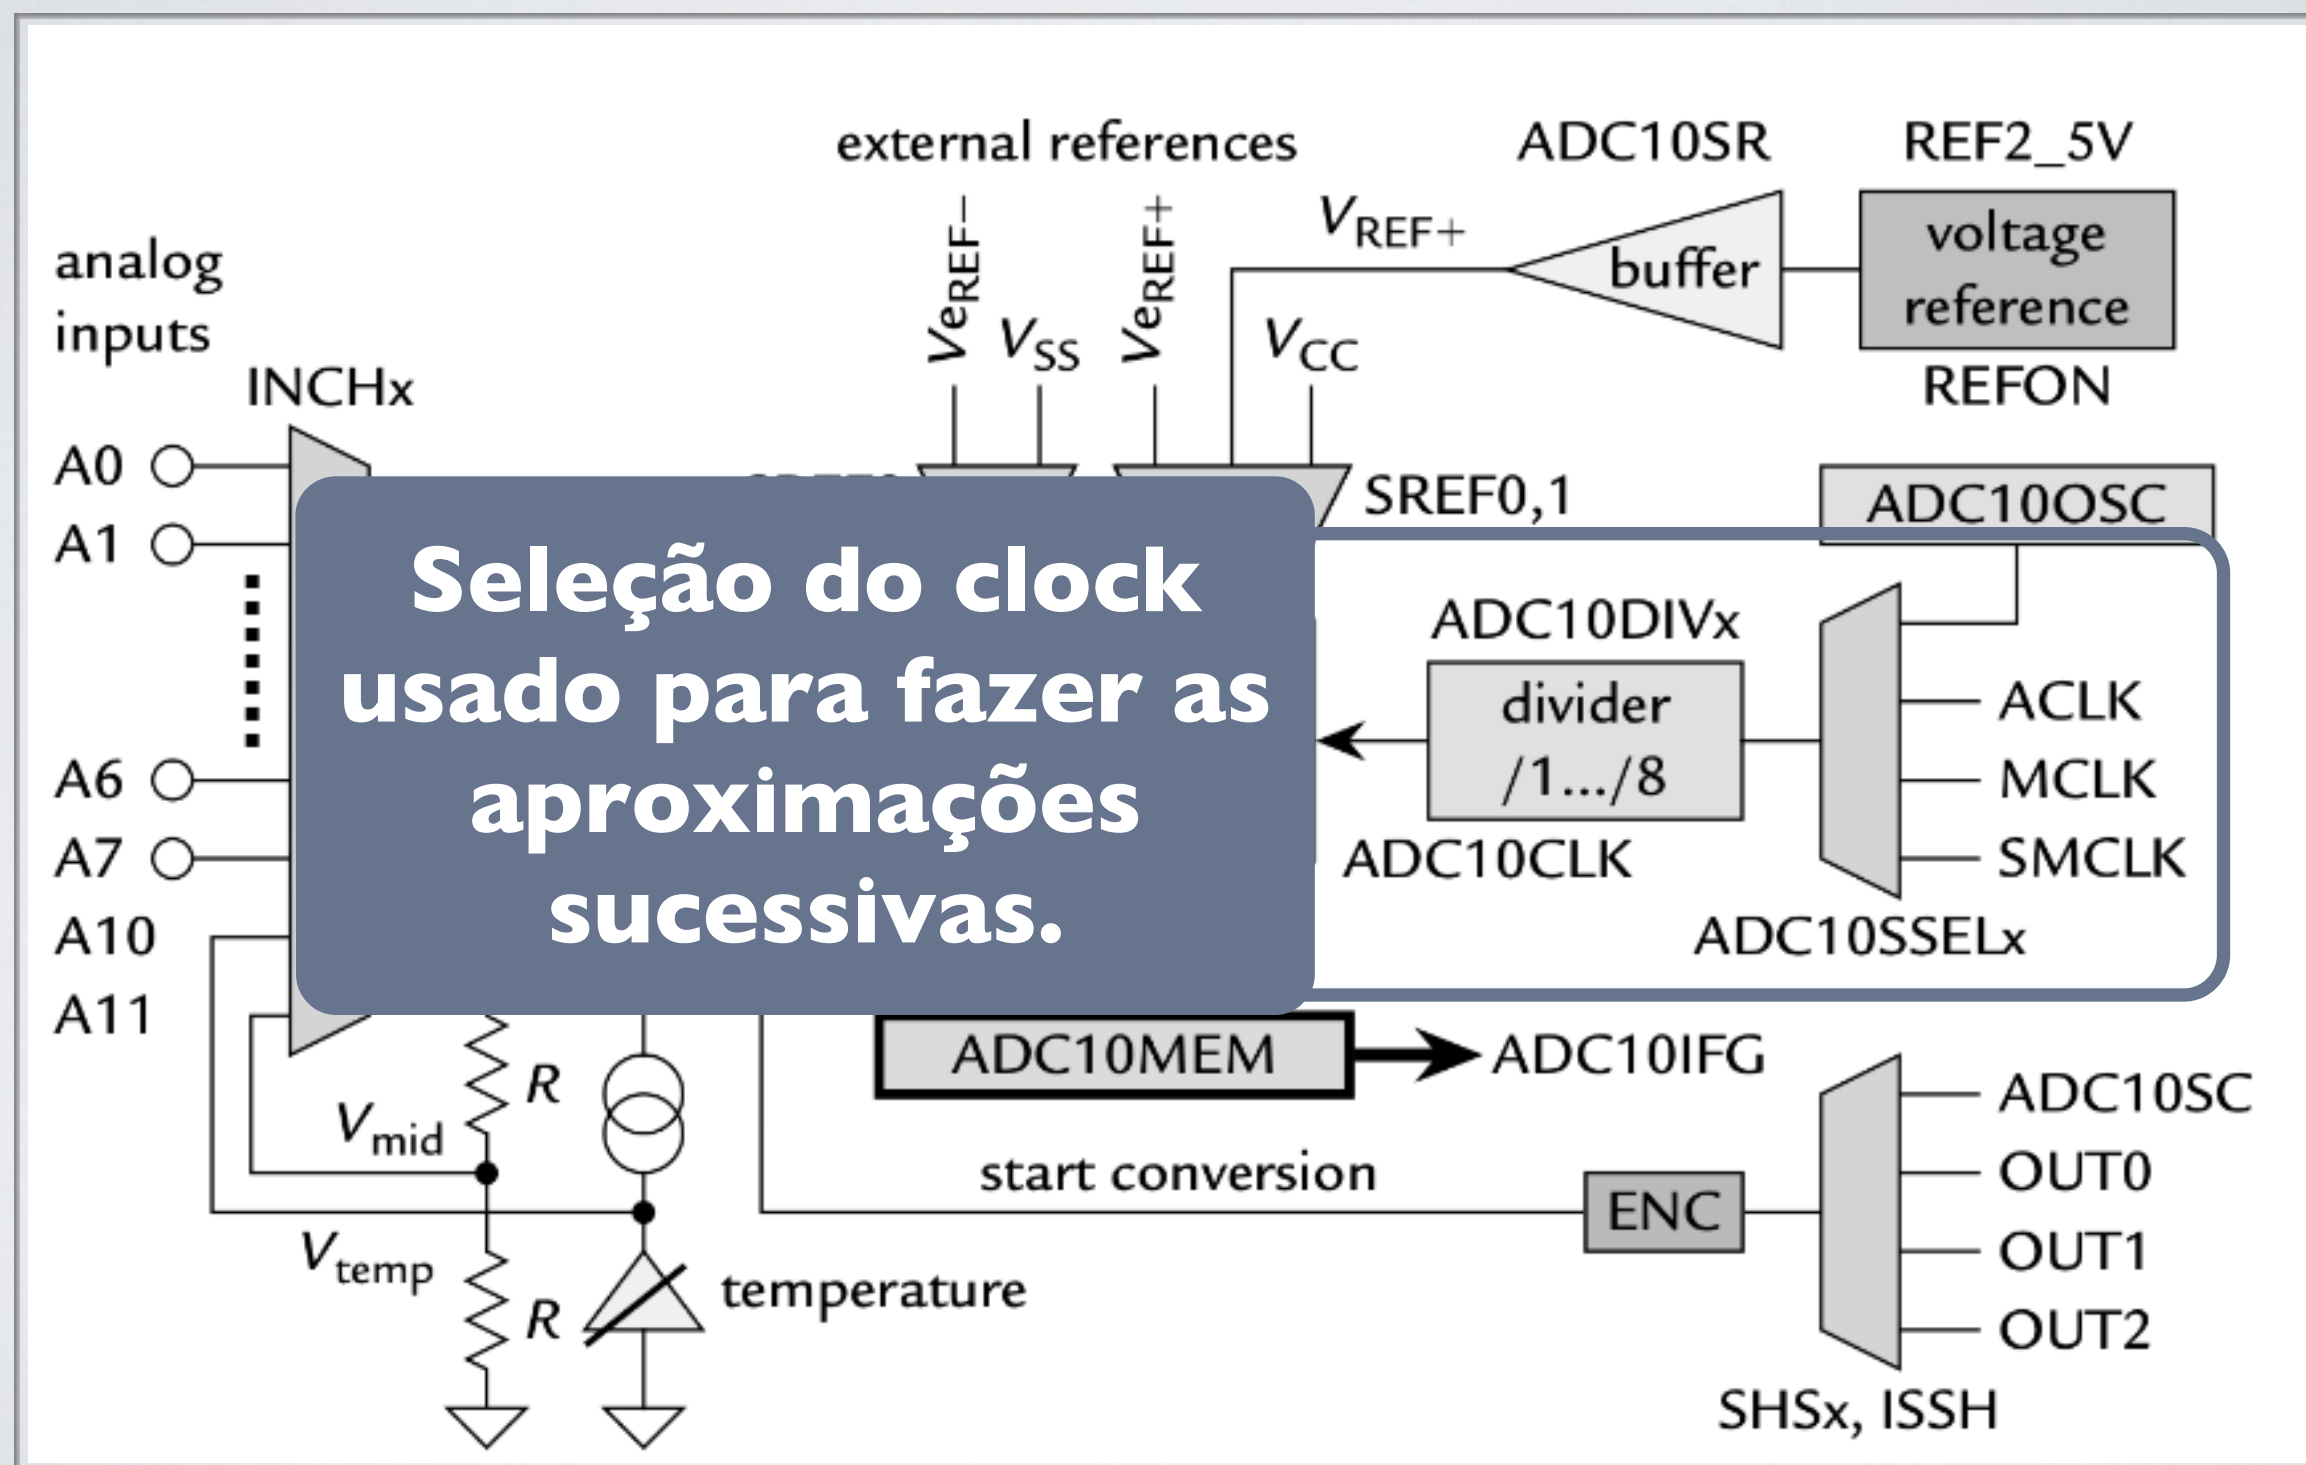 external references
ADC10SR
REF2_5V
VeREF−
VSS
VeREF+
VCC
VREF+
buffer
voltage
reference
REFON
analog
inputs
INCHx
A0
A1
A6
A7
A10
A11
SREF0,1
ADC10OSC
Seleção do clock
usado para fazer as
aproximações
sucessivas.
ADC10DIVx
divider
/1.../8
ADC10CLK
ACLK
MCLK
SMCLK
ADC10SSELx
ADC10MEM
ADC10IFG
R
Vmid
Vtemp
R
temperature
start conversion
ENC
ADC10SC
OUT0
OUT1
OUT2
SHSx, ISSH